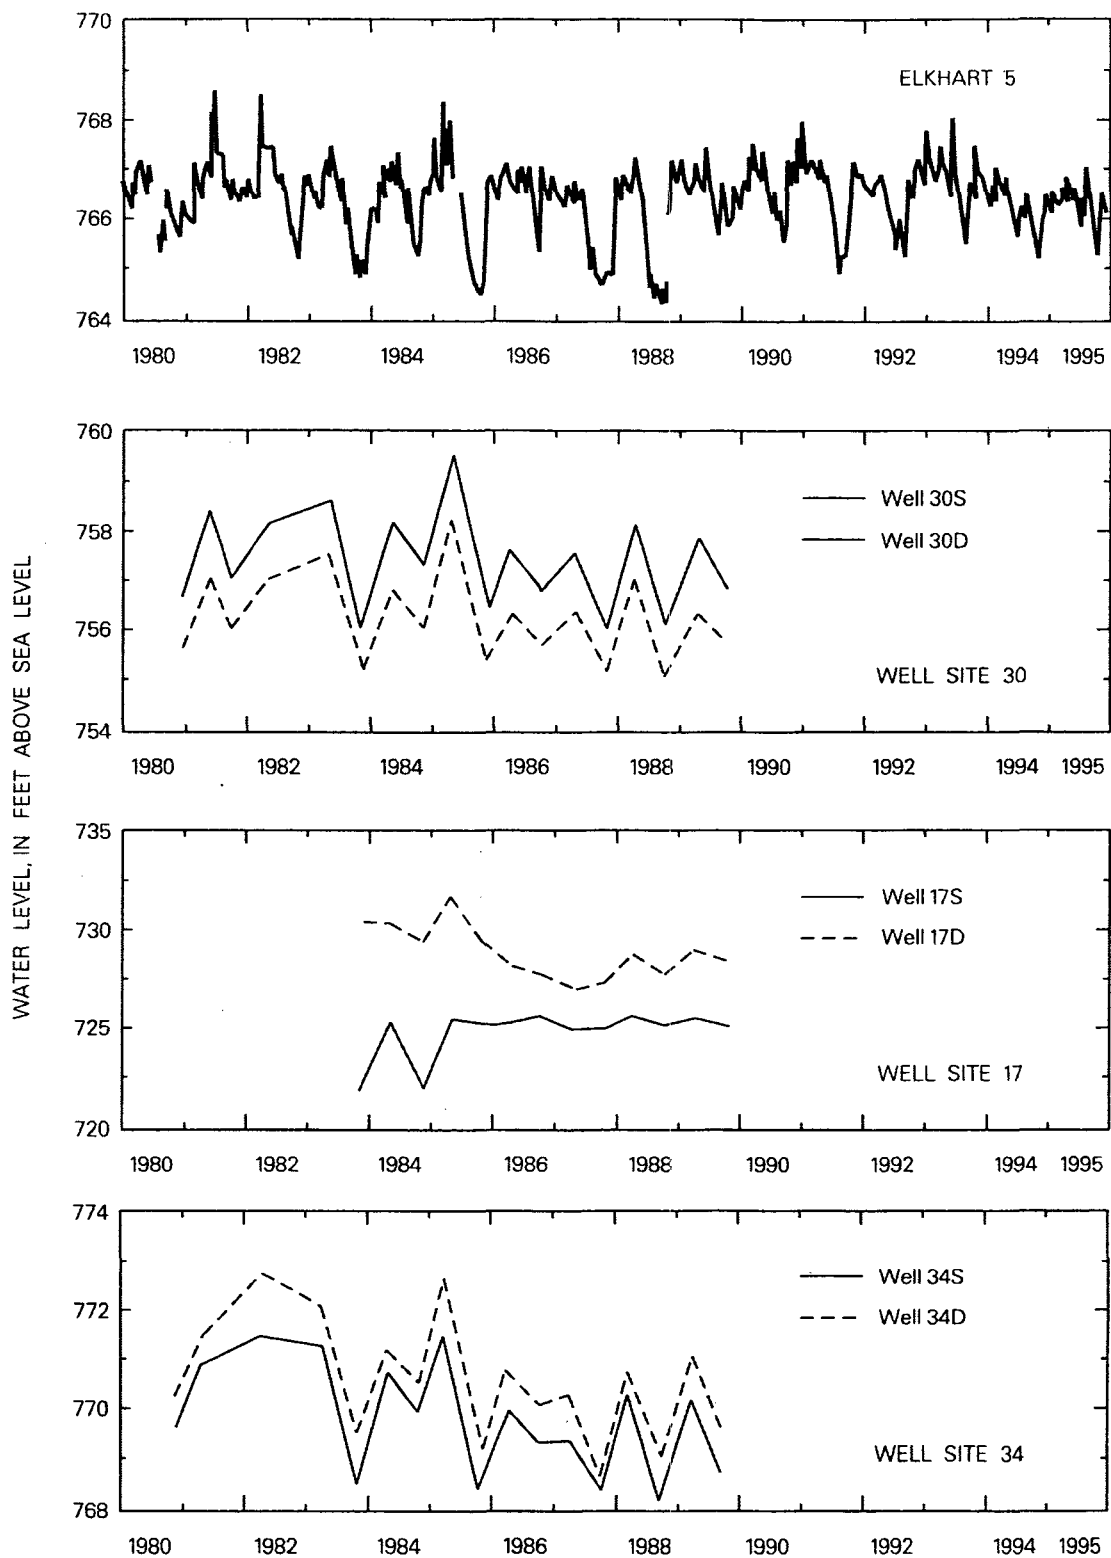 WATER LEVEL, IN FEET ABOVE SEA LEVEL
770
768
766
764
ELKHART 5
1980 1982 1984 1986 1988 1990 1992 1994 1995
760
758
756
754
Well 30S
Well 30D
WELL SITE 30
1980 1982 1984 1986 1988 1990 1992 1994 1995
735
730
725
720
Well 17S
Well 17D
WELL SITE 17
1980 1982 1984 1986 1988 1990 1992 1994 1995
774
772
770
768
Well 34S
Well 34D
WELL SITE 34
1980 1982 1984 1986 1988 1990 1992 1994 1995